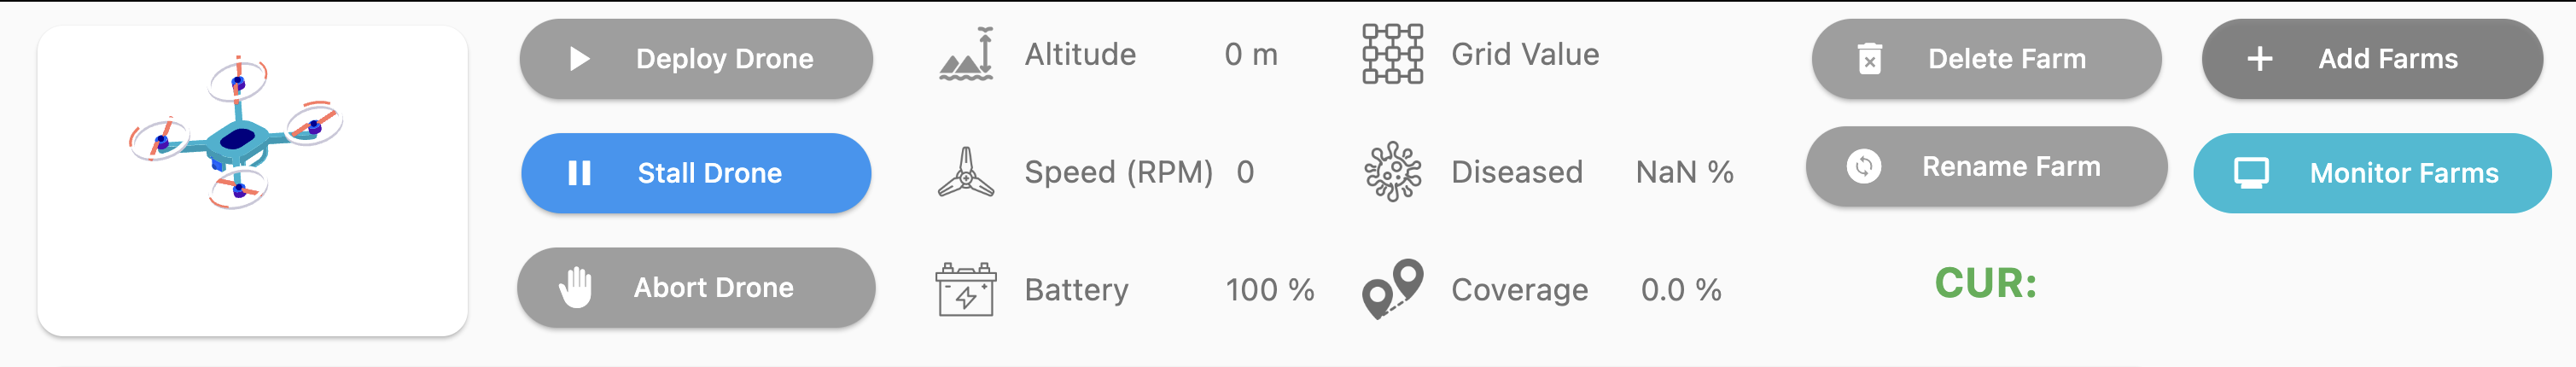 Deploy Drone
Stall Drone
Abort Drone
Altitude 0 m
Speed (RPM) 0
Battery 100 %
Grid Value
Diseased NaN %
Coverage 0.0 %
Delete Farm
Rename Farm
CUR:
Add Farms
Monitor Farms